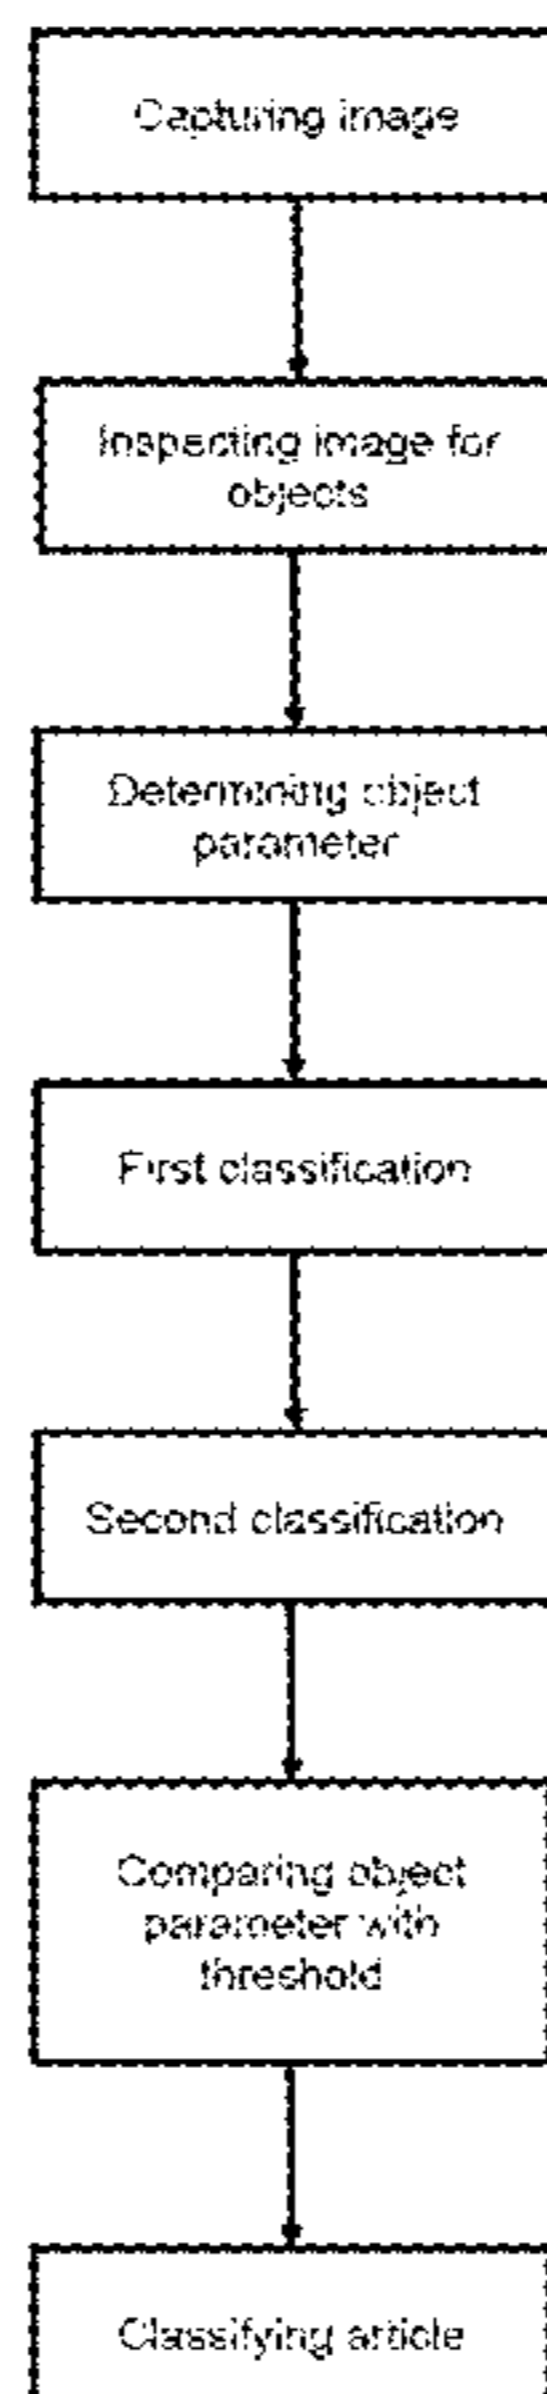 Capturing image
Inspecting image for
objects
Determining object
parameter
First classification
Second classification
Comparing object
parameter with
threshold
Classifying article